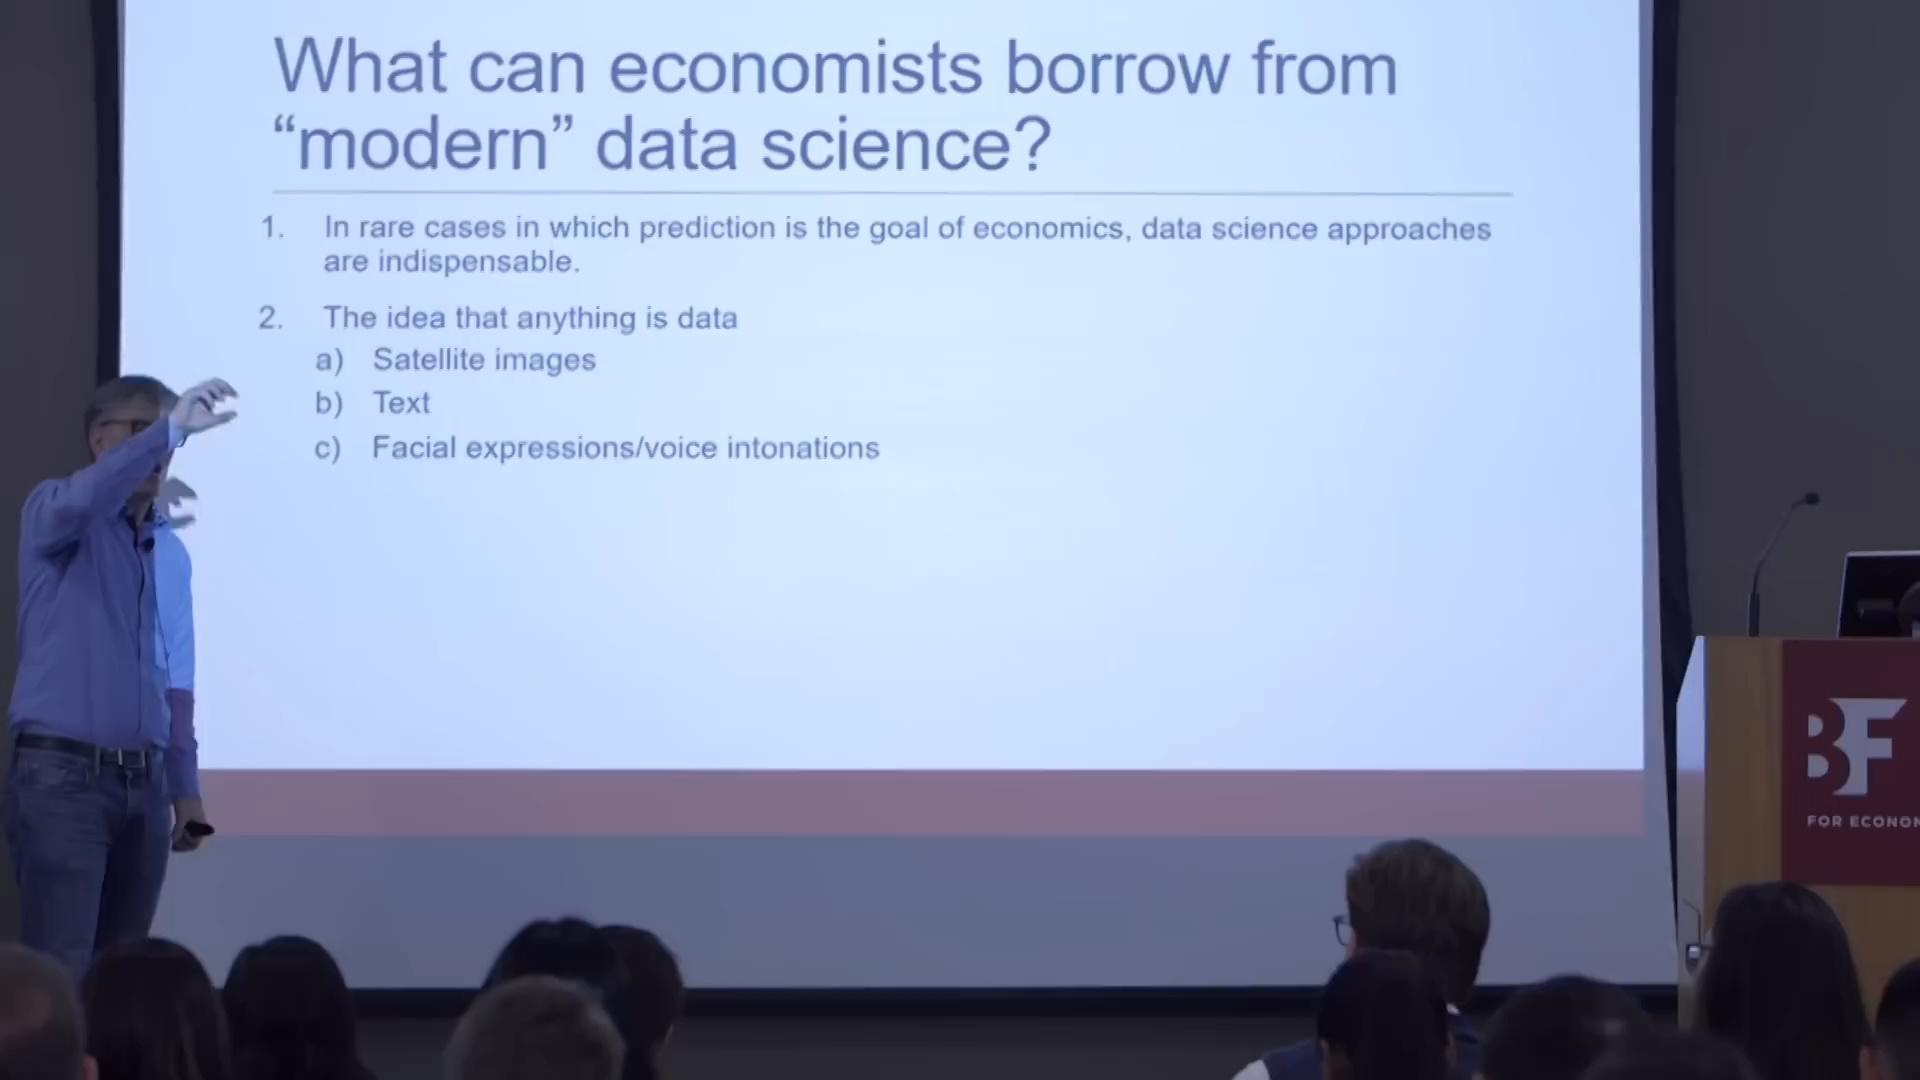 What can economists borrow from
“modern” data science?
1. In rare cases in which prediction is the goal of economics, data science approaches
are indispensable.
2. The idea that anything is data
a) Satellite images
b) Text
c) Facial expressions/voice intonations
BF
FOR ECONO